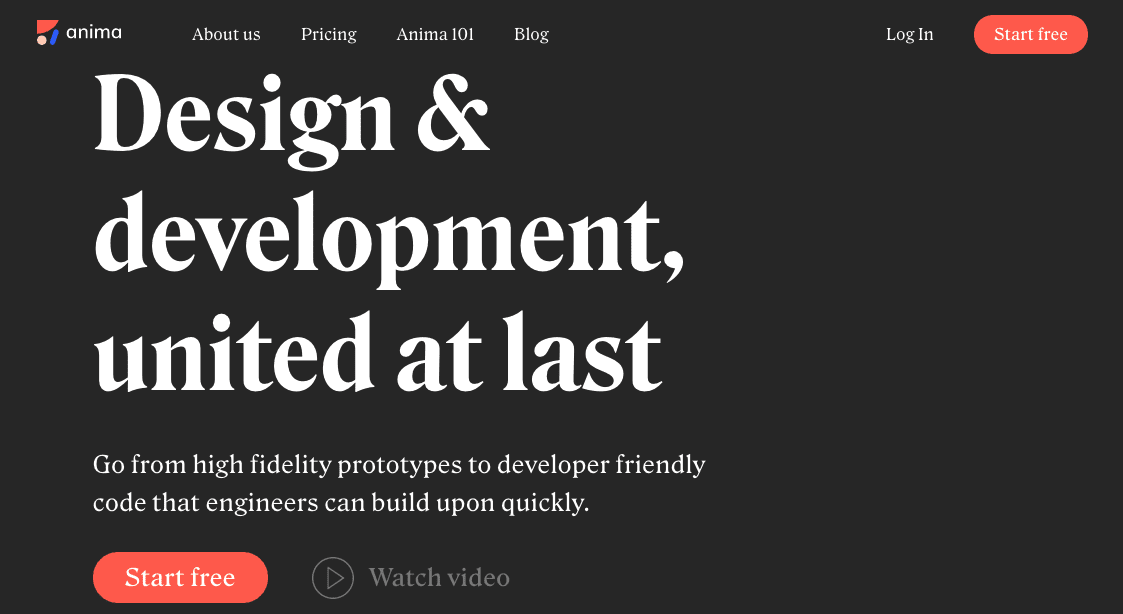 anima About us Pricing Anima 101 Blog Log In Start free
Design &
development,
united at last
Go from high fidelity prototypes to developer friendly
code that engineers can build upon quickly.
Start free Watch video